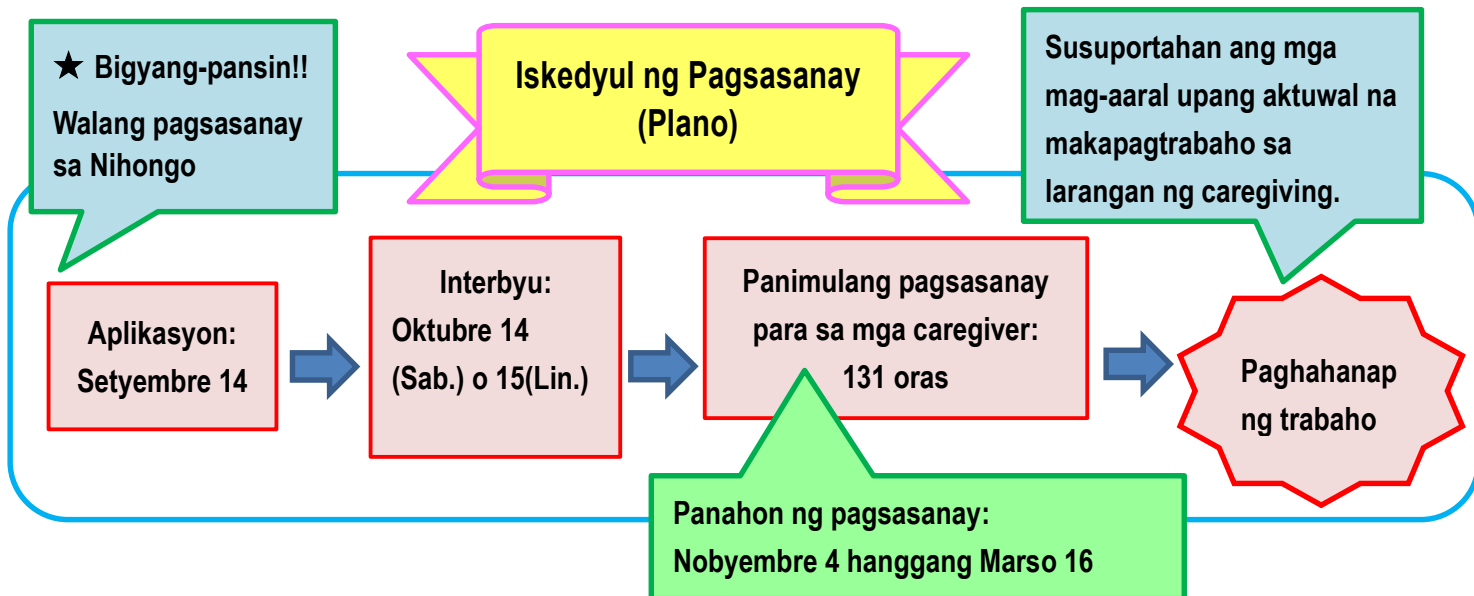 ★ Bigyang-pansin!!
Walang pagsasanay
sa Nihongo
Iskedyul ng Pagsasanay
(Plano)
Susuportahan ang mga
mag-aaral upang aktuwal na
makapagtrabaho sa
larangan ng caregiving.
Aplikasyon:
Setyembre 14
Interbyu:
Oktubre 14
(Sab.) o 15(Lin.)
Panimulang pagsasanay
para sa mga caregiver:
131 oras
Paghahanap
ng trabaho
Panahon ng pagsasanay:
Nobyembre 4 hanggang Marso 16